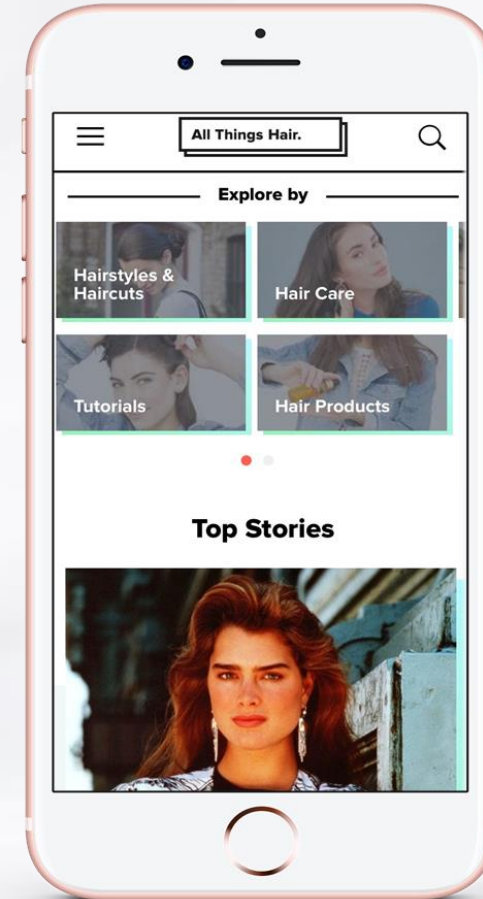 All Things Hair.
Explore by
Hairstyles &
Haircuts
Hair Care
Tutorials
Hair Products
Top Stories